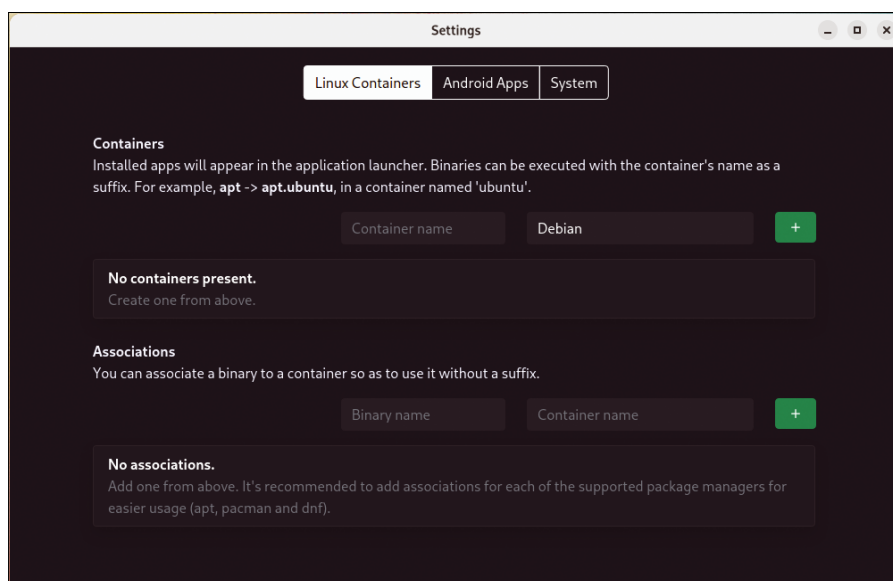 Settings
Linux Containers Android Apps System
Containers
Installed apps will appear in the application launcher. Binaries can be executed with the container's name as a
suffix. For example, apt -> apt.ubuntu, in a container named 'ubuntu'.
Container name Debian +
No containers present.
Create one from above.
Associations
You can associate a binary to a container so as to use it without a suffix.
Binary name Container name +
No associations.
Add one from above. It's recommended to add associations for each of the supported package managers for
easier usage (apt, pacman and dnf).